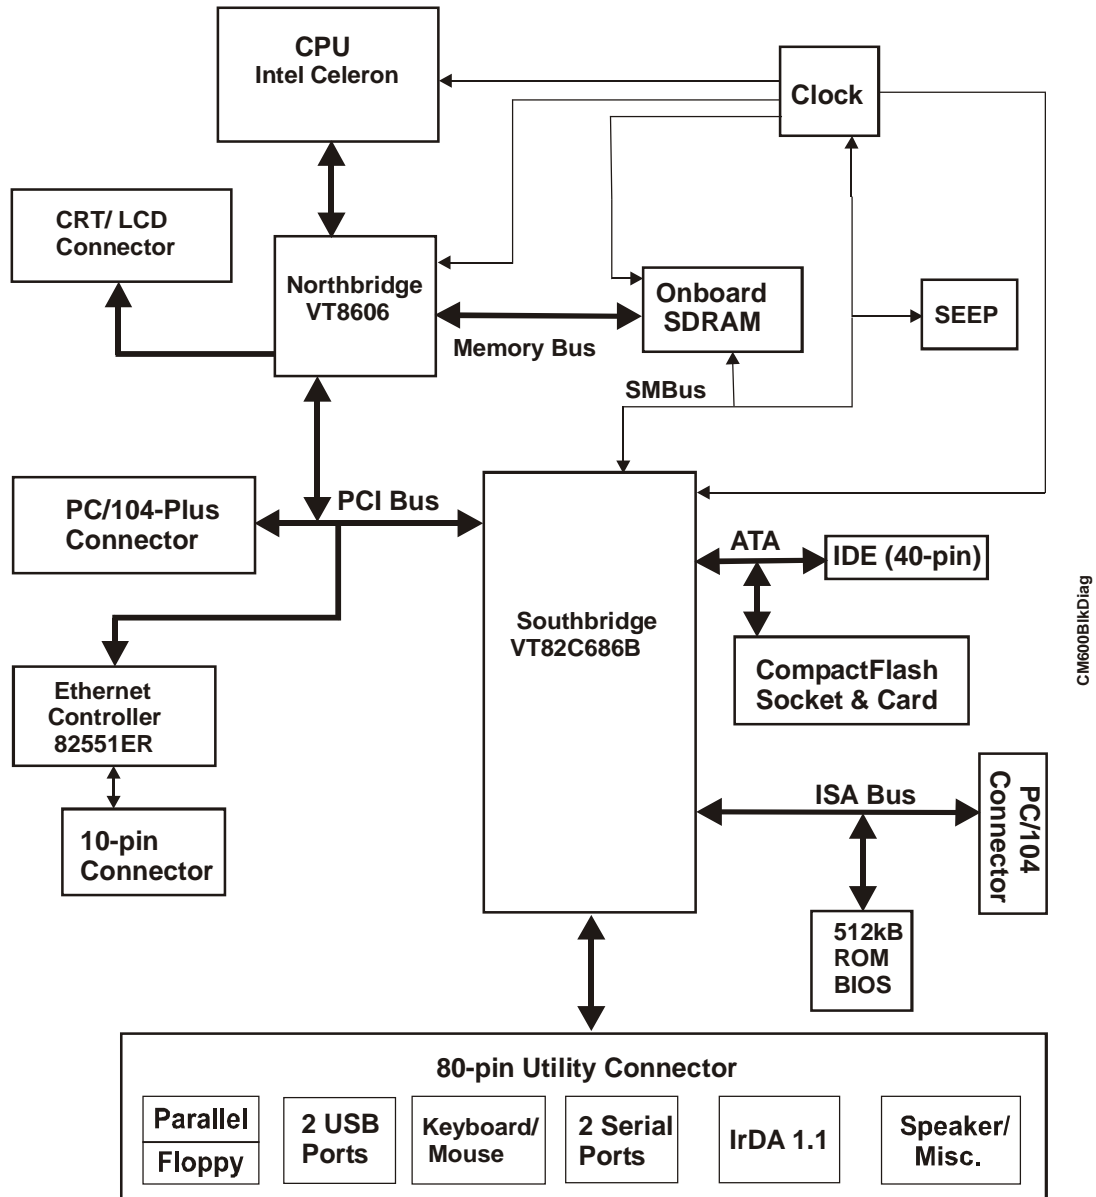 CPU
Intel Celeron
Clock
CRT/ LCD
Connector
Northbridge
VT8606
Onboard
SDRAM
SEEP
Memory Bus
SMBus
PC/104-Plus
Connector
PCI Bus
ATA
IDE (40-pin)
Southbridge
VT82C686B
CompactFlash
Socket & Card
CM600BlkDiag
Ethernet
Controller
82551ER
ISA Bus
PC/104
Connector
10-pin
Connector
512kB
ROM
BIOS
80-pin Utility Connector
Parallel
Floppy
2 USB
Ports
Keyboard/
Mouse
2 Serial
Ports
IrDA 1.1
Speaker/
Misc.